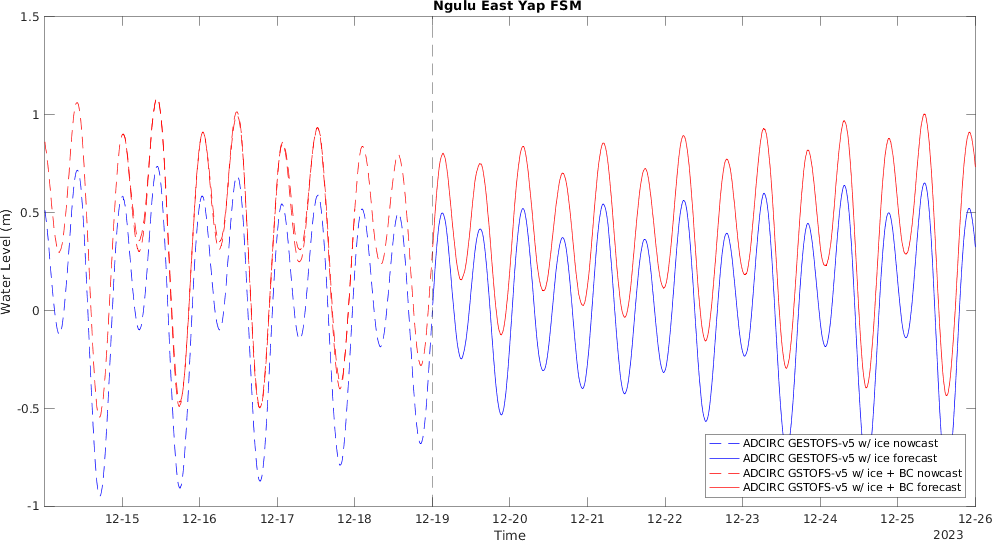 Ngulu East Yap FSM
1.5
1
0.5
0
-0.5
-1
Water Level (m)
12-15 12-16 12-17 12-18 12-19 12-20 12-21 12-22 12-23 12-24 12-25 12-26
Time
2023
ADCIRC GESTOFS-v5 w/ ice nowcast
ADCIRC GESTOFS-v5 w/ ice forecast
ADCIRC GSTOFS-v5 w/ ice + BC nowcast
ADCIRC GSTOFS-v5 w/ ice + BC forecast